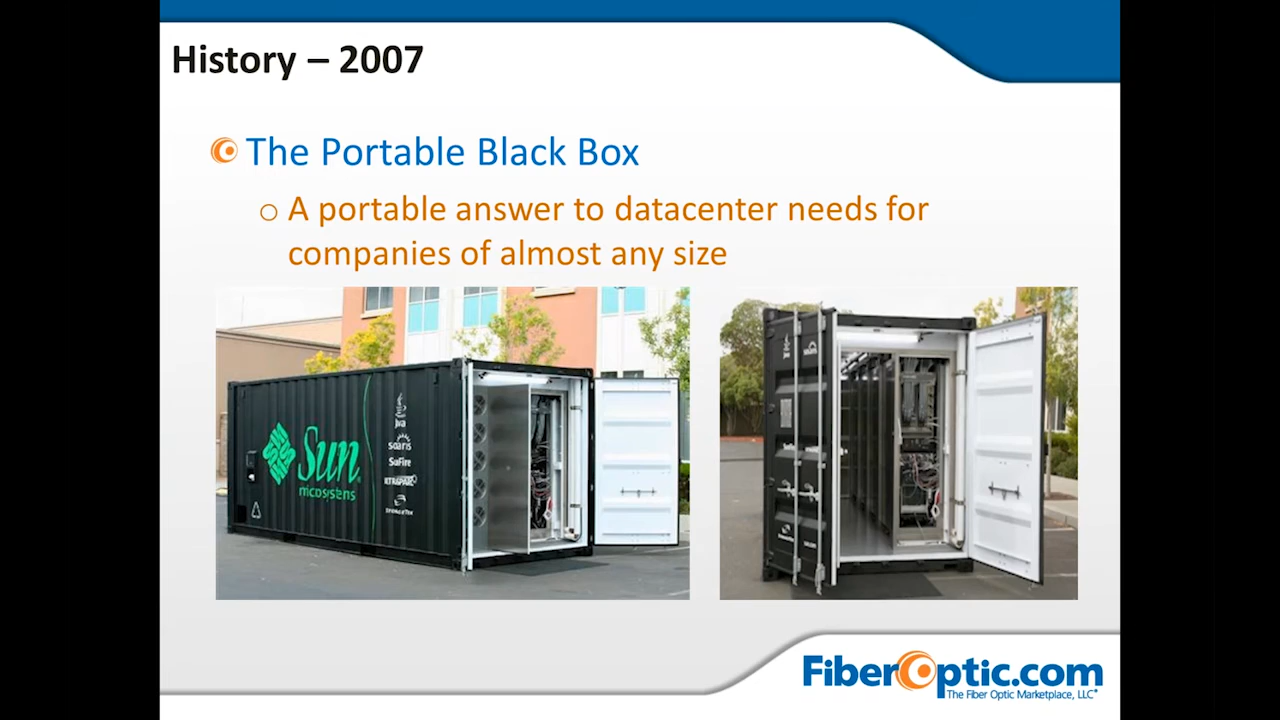 History – 2007
The Portable Black Box
o A portable answer to datacenter needs for
companies of almost any size
Sun
microsystems
Java
solaris
SunFire
FiberOptic.com
The Fiber Optic Marketplace, LLC